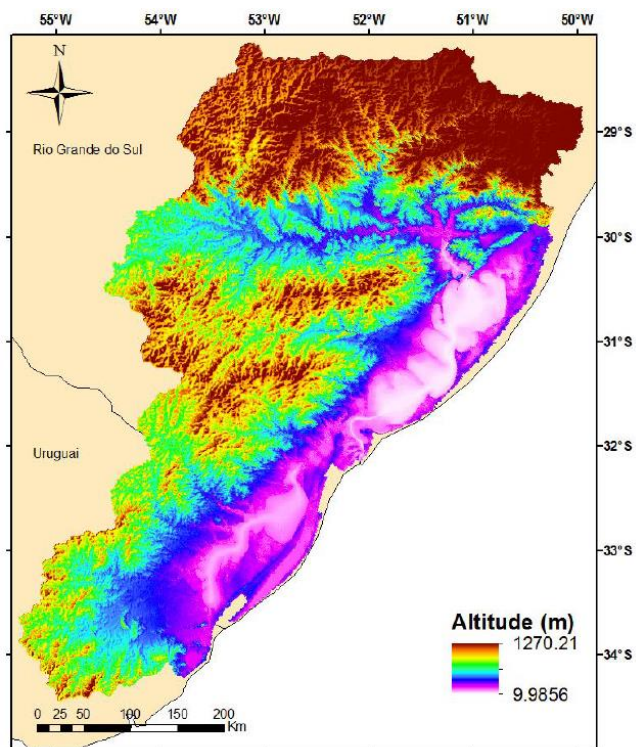 55°W 54°W 53°W 52°W 51°W 50°W
N
29°S
Rio Grande do Sul
30°S
31°S
32°S
Uruguai
33°S
Altitude (m)
1270.21
34°S
9.9856
0 25 50 100 150 200
Km